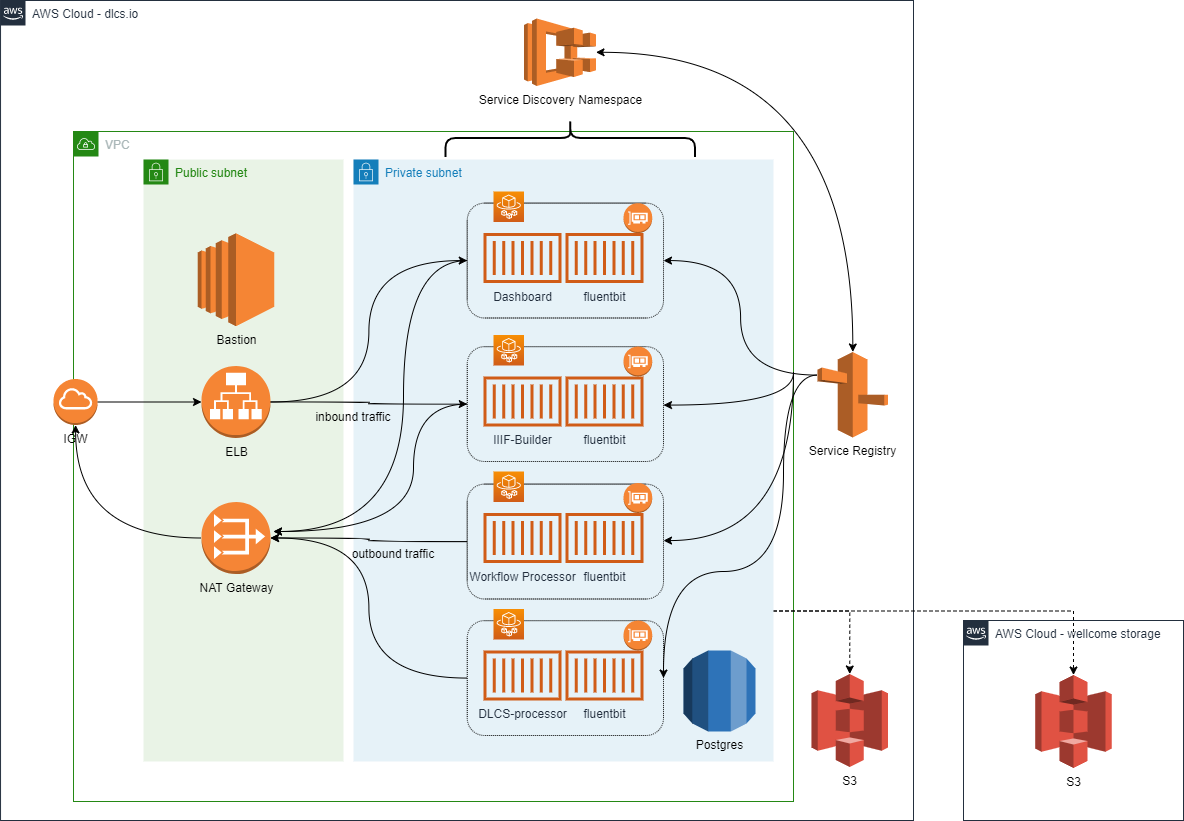 aws
AWS Cloud - dlcs.io
Service Discovery Namespace
VPC
Public subnet
Private subnet
Dashboard
fluentbit
Bastion
IGW
ELB
inbound traffic
IIIF-Builder
fluentbit
Service Registry
NAT Gateway
outbound traffic
Workflow Processor
fluentbit
DLCS-processor
fluentbit
Postgres
S3
aws
AWS Cloud - wellcome storage
S3